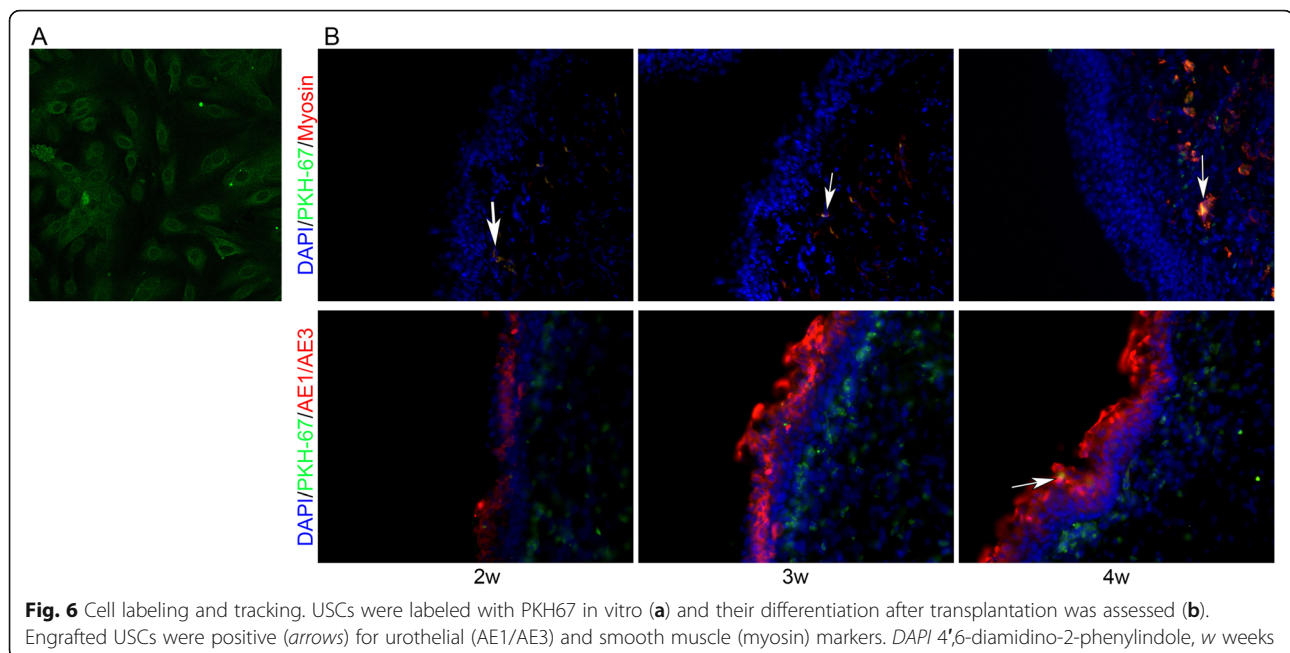 A
B
DAPI/PKH-67/Myosin
DAPI/PKH-67/AE1/AE3
2w
3w
4w
Fig. 6 Cell labeling and tracking. USCs were labeled with PKH67 in vitro (a) and their differentiation after transplantation was assessed (b).
Engrafted USCs were positive (arrows) for urothelial (AE1/AE3) and smooth muscle (myosin) markers. DAPI 4′,6-diamidino-2-phenylindole, w weeks